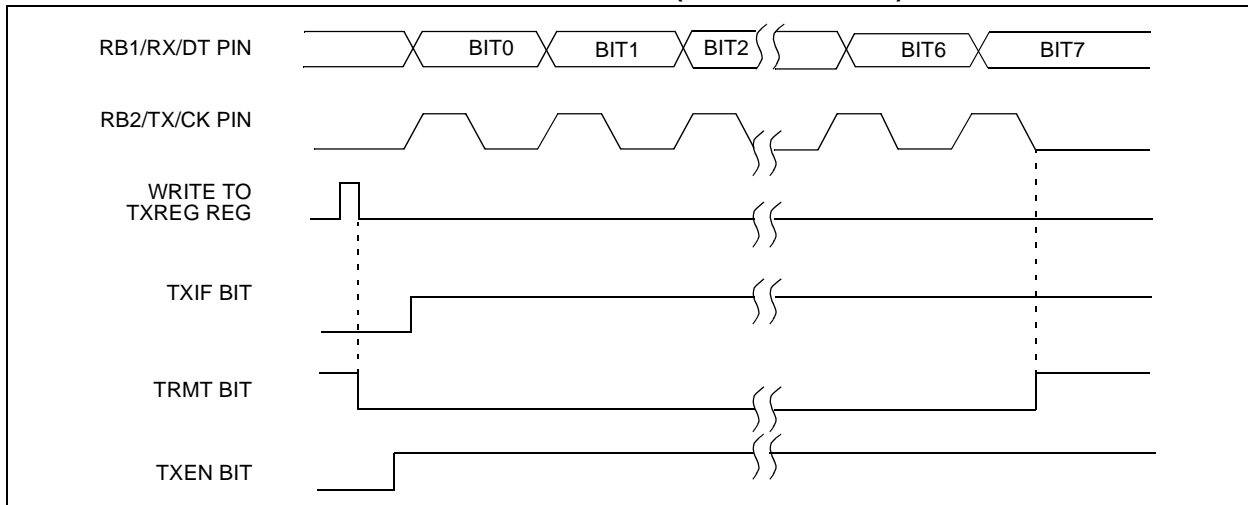 RB1/RX/DT PIN
BIT0
BIT1
BIT2
BIT6
BIT7
RB2/TX/CK PIN
WRITE TO
TXREG REG
TXIF BIT
TRMT BIT
TXEN BIT